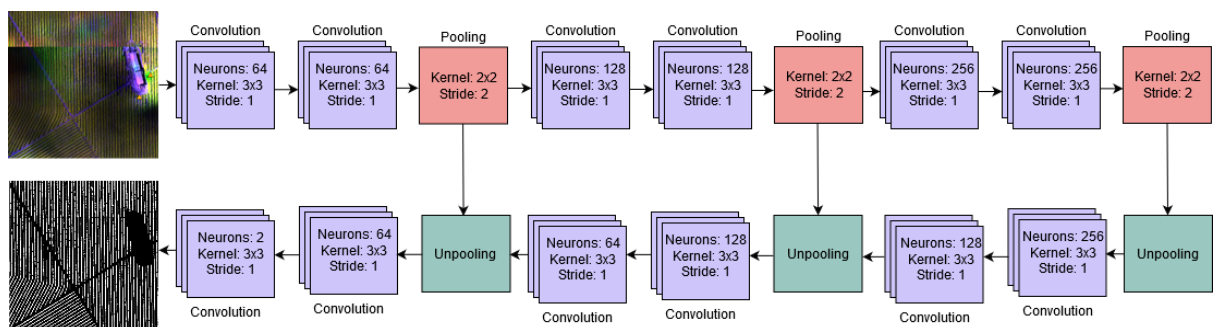 Convolution
Convolution
Pooling
Convolution
Convolution
Pooling
Convolution
Convolution
Pooling
Neurons: 64
Kernel: 3x3
Stride: 1
Neurons: 64
Kernel: 3x3
Stride: 1
Kernel: 2x2
Stride: 2
Neurons: 128
Kernel: 3x3
Stride: 1
Neurons: 128
Kernel: 3x3
Stride: 1
Kernel: 2x2
Stride: 2
Neurons: 256
Kernel: 3x3
Stride: 1
Neurons: 256
Kernel: 3x3
Stride: 1
Kernel: 2x2
Stride: 2
Neurons: 2
Kernel: 3x3
Stride: 1
Neurons: 64
Kernel: 3x3
Stride: 1
Unpooling
Neurons: 64
Kernel: 3x3
Stride: 1
Neurons: 128
Kernel: 3x3
Stride: 1
Unpooling
Neurons: 128
Kernel: 3x3
Stride: 1
Neurons: 256
Kernel: 3x3
Stride: 1
Unpooling
Convolution
Convolution
Convolution
Convolution
Convolution
Convolution